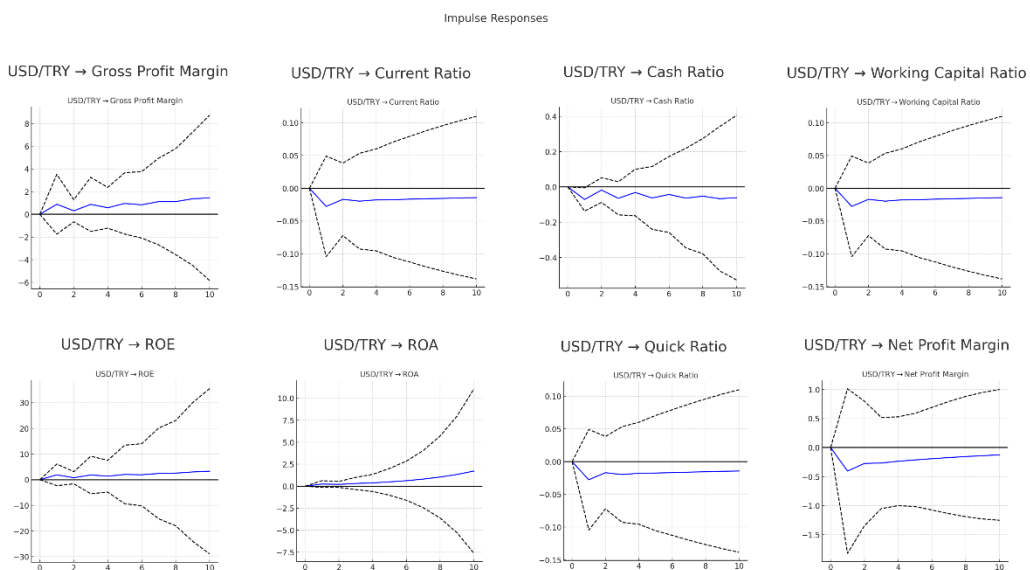 Impulse Responses
USD/TRY → Gross Profit Margin
USD/TRY → Current Ratio
USD/TRY → Cash Ratio
USD/TRY → Working Capital Ratio
USD/TRY→Gross Profit Margin
8
6
4
2
0
−2
−4
−6
0 2 4 6 8 10
USD/TRY→Current Ratio
0.10
0.05
0.00
−0.05
−0.10
−0.15
0 2 4 6 8 10
USD/TRY→Cash Ratio
0.4
0.2
0.0
−0.2
−0.4
0 2 4 6 8 10
USD/TRY→Working Capital Ratio
0.10
0.05
0.00
−0.05
−0.10
−0.15
0 2 4 6 8 10
USD/TRY → ROE
USD/TRY → ROA
USD/TRY → Quick Ratio
USD/TRY → Net Profit Margin
USD/TRY→ROE
30
20
10
0
−10
−20
−30
0 2 4 6 8 10
USD/TRY→ROA
10.0
7.5
5.0
2.5
0.0
−2.5
−5.0
−7.5
0 2 4 6 8 10
USD/TRY→Quick Ratio
0.10
0.05
0.00
−0.05
−0.10
−0.15
0 2 4 6 8 10
USD/TRY→Net Profit Margin
1.0
0.5
0.0
−0.5
−1.0
−1.5
0 2 4 6 8 10